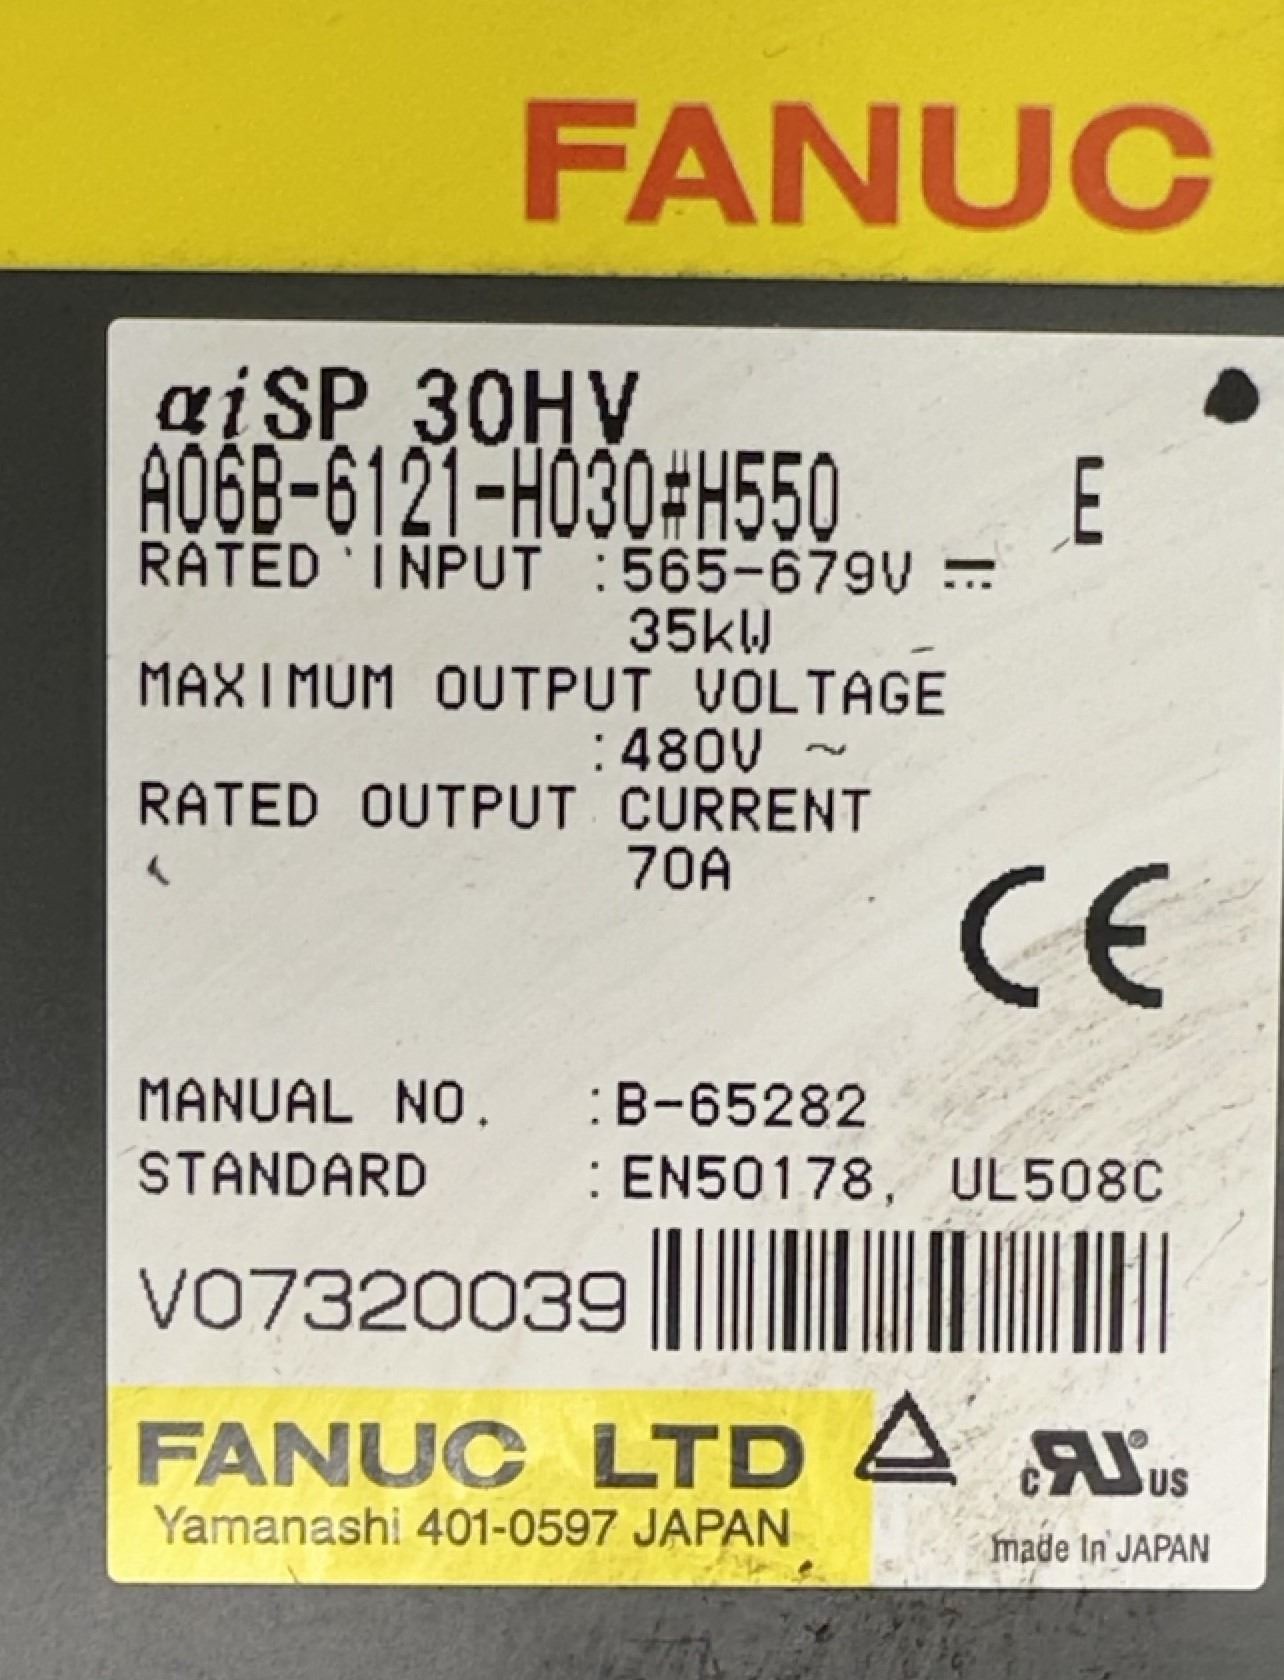 FANUC
αiSP 30HV
A06B-6121-H030#H550 E
RATED INPUT :565-679V ⎓
35kW
MAXIMUM OUTPUT VOLTAGE
:480V ~
RATED OUTPUT CURRENT
70A
CE
MANUAL NO. :B-65282
STANDARD :EN50178, UL508C
V07320039
FANUC LTD
Yamanashi 401-0597 JAPAN
c RU ® US
made in JAPAN